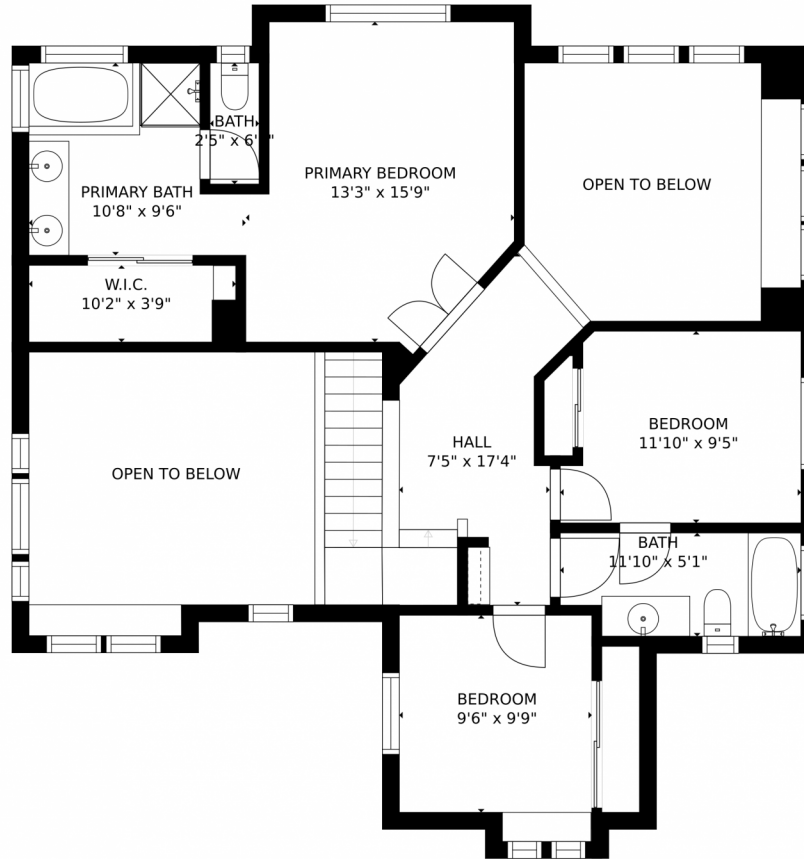 BATH
2'5" x 6'
PRIMARY BEDROOM
13'3" x 15'9"
OPEN TO BELOW
PRIMARY BATH
10'8" x 9'6"
W.I.C.
10'2" x 3'9"
OPEN TO BELOW
HALL
7'5" x 17'4"
BEDROOM
11'10" x 9'5"
BATH
11'10" x 5'1"
BEDROOM
9'6" x 9'9"